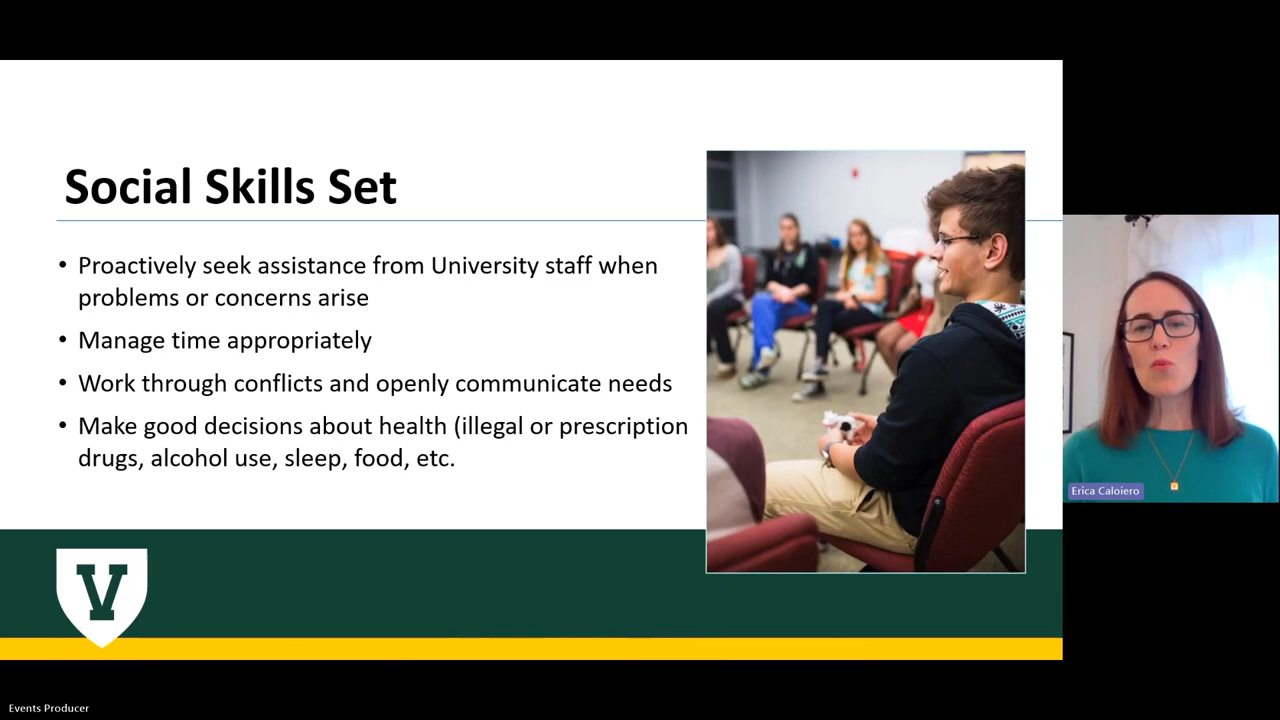 Social Skills Set
• Proactively seek assistance from University staff when
problems or concerns arise
• Manage time appropriately
• Work through conflicts and openly communicate needs
• Make good decisions about health (illegal or prescription
drugs, alcohol use, sleep, food, etc.
V
Erica Caloiero
Events Producer